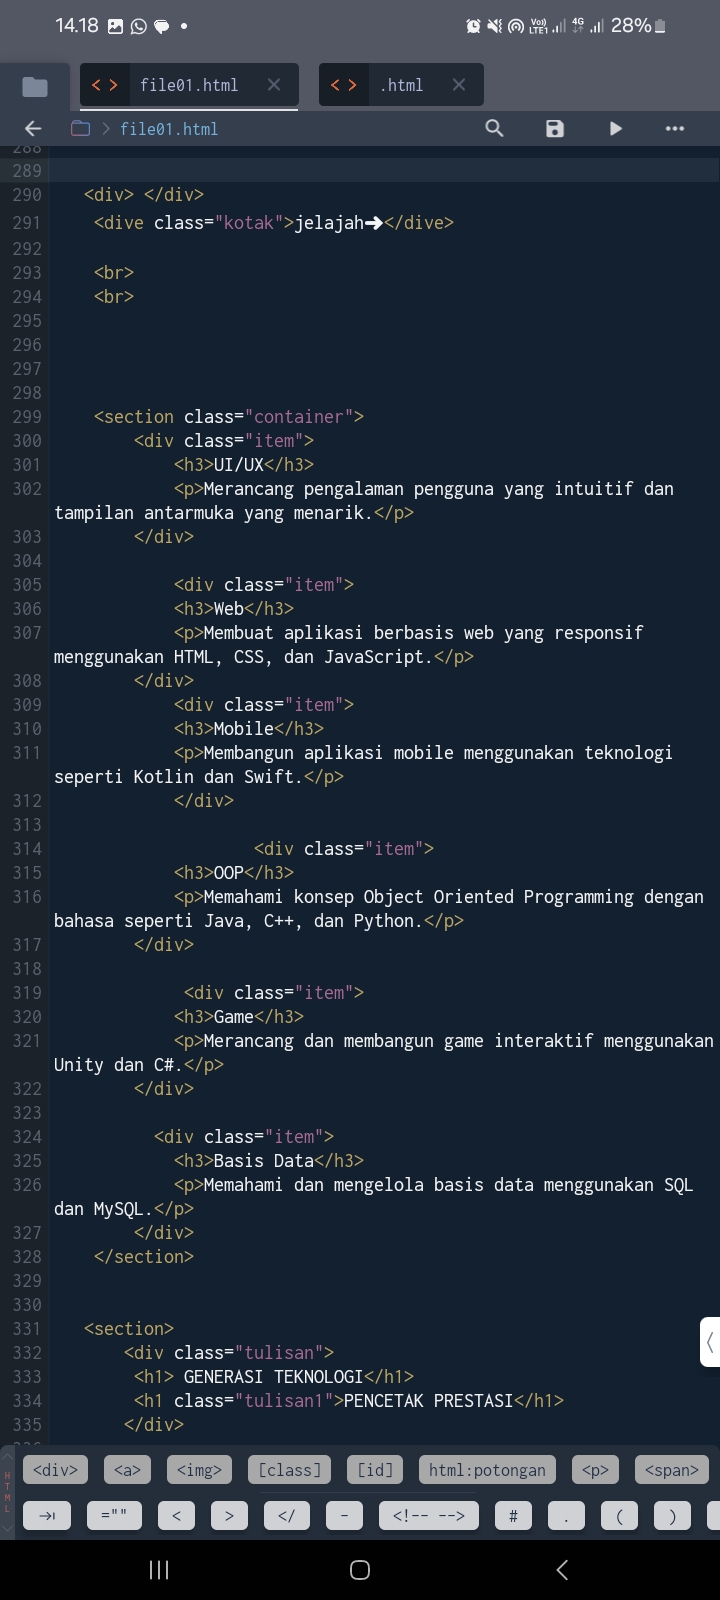 14.18 Vo)) LTE1 4G 28%
< > file01.html × < > .html ×
file01.html
288
289
290 <div> </div>
291 <dive class="kotak">jelajah➜</dive>
292
293 <br>
294 <br>
295
296
297
298
299 <section class="container">
300 <div class="item">
301 <h3>UI/UX</h3>
302 <p>Merancang pengalaman pengguna yang intuitif dan
tampilan antarmuka yang menarik.</p>
303 </div>
304
305 <div class="item">
306 <h3>Web</h3>
307 <p>Membuat aplikasi berbasis web yang responsif
menggunakan HTML, CSS, dan JavaScript.</p>
308 </div>
309 <div class="item">
310 <h3>Mobile</h3>
311 <p>Membangun aplikasi mobile menggunakan teknologi
seperti Kotlin dan Swift.</p>
312 </div>
313
314 <div class="item">
315 <h3>OOP</h3>
316 <p>Memahami konsep Object Oriented Programming dengan
bahasa seperti Java, C++, dan Python.</p>
317 </div>
318
319 <div class="item">
320 <h3>Game</h3>
321 <p>Merancang dan membangun game interaktif menggunakan
Unity dan C#.</p>
322 </div>
323
324 <div class="item">
325 <h3>Basis Data</h3>
326 <p>Memahami dan mengelola basis data menggunakan SQL
dan MySQL.</p>
327 </div>
328 </section>
329
330
331 <section>
332 <div class="tulisan">
333 <h1> GENERASI TEKNOLOGI</h1>
334 <h1 class="tulisan1">PENCETAK PRESTASI</h1>
335 </div>
HTML <div> <a> <img> [class] [id] html:potongan <p> <span>
="" < > </ - <!-- --> # . ( )